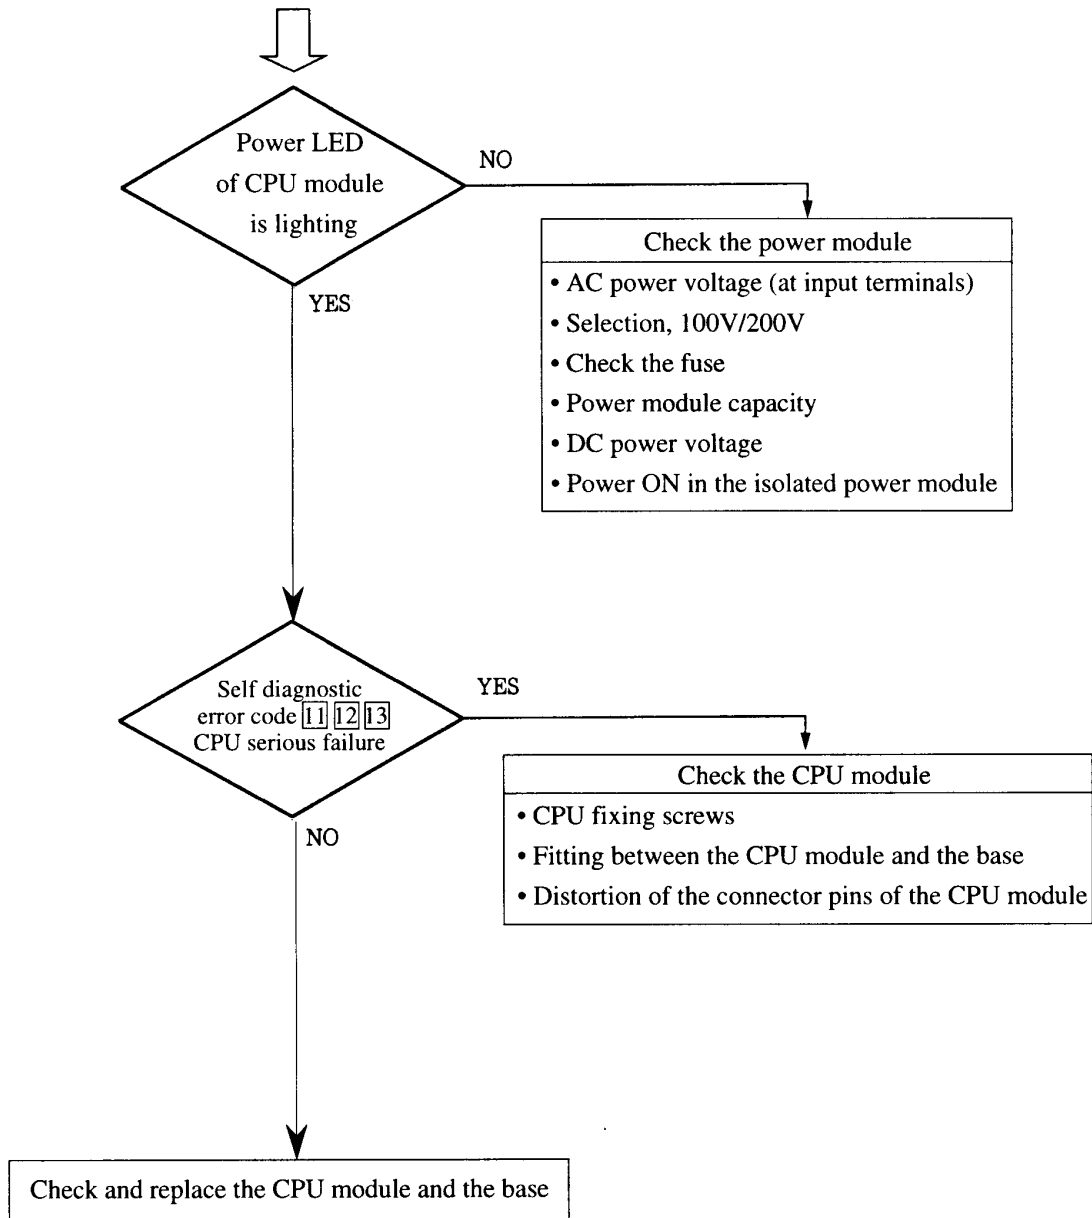 Power LED
of CPU module
is lighting
NO
YES
Check the power module
• AC power voltage (at input terminals)
• Selection, 100V/200V
• Check the fuse
• Power module capacity
• DC power voltage
• Power ON in the isolated power module
Self diagnostic
error code 11 12 13
CPU serious failure
YES
NO
Check the CPU module
• CPU fixing screws
• Fitting between the CPU module and the base
• Distortion of the connector pins of the CPU module
Check and replace the CPU module and the base